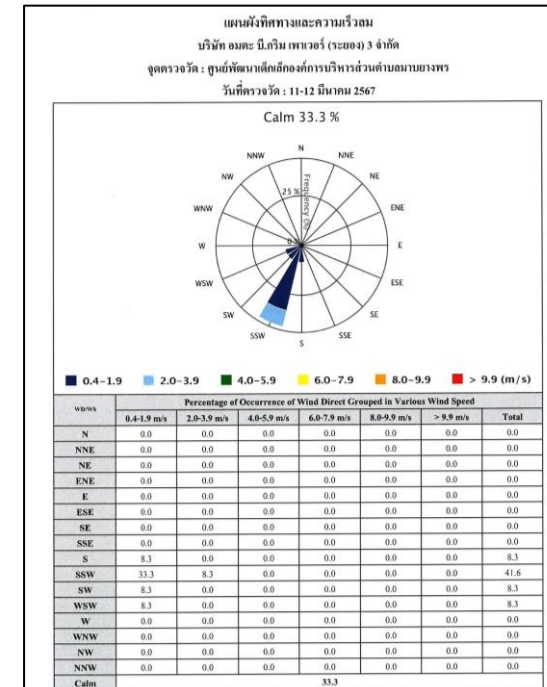 แผนผังทิศทางและความเร็วลม
บริษัท อมตะ บี.กริม เพาเวอร์ (ระยอง) 3 จำกัด
จุดตรวจวัด : ศูนย์พัฒนาเด็กเล็กองค์การบริหารส่วนตำบลมาบยางพร
วันที่ตรวจวัด : 11-12 มีนาคม 2567
Calm 33.3 %
N
NNW NNE
NW NE
25 %
Frequency (%)
WNW ENE
0 %
W E
WSW ESE
SW SE
SSW SSE
S
0.4-1.9 2.0-3.9 4.0-5.9 6.0-7.9 8.0-9.9 > 9.9 (m/s)
WD/WS Percentage of Occurrence of Wind Direct Grouped in Various Wind Speed
0.4-1.9 m/s 2.0-3.9 m/s 4.0-5.9 m/s 6.0-7.9 m/s 8.0-9.9 m/s > 9.9 m/s Total
N 0.0 0.0 0.0 0.0 0.0 0.0 0.0
NNE 0.0 0.0 0.0 0.0 0.0 0.0 0.0
NE 0.0 0.0 0.0 0.0 0.0 0.0 0.0
ENE 0.0 0.0 0.0 0.0 0.0 0.0 0.0
E 0.0 0.0 0.0 0.0 0.0 0.0 0.0
ESE 0.0 0.0 0.0 0.0 0.0 0.0 0.0
SE 0.0 0.0 0.0 0.0 0.0 0.0 0.0
SSE 0.0 0.0 0.0 0.0 0.0 0.0 0.0
S 8.3 0.0 0.0 0.0 0.0 0.0 8.3
SSW 33.3 8.3 0.0 0.0 0.0 0.0 41.6
SW 8.3 0.0 0.0 0.0 0.0 0.0 8.3
WSW 8.3 0.0 0.0 0.0 0.0 0.0 8.3
W 0.0 0.0 0.0 0.0 0.0 0.0 0.0
WNW 0.0 0.0 0.0 0.0 0.0 0.0 0.0
NW 0.0 0.0 0.0 0.0 0.0 0.0 0.0
NNW 0.0 0.0 0.0 0.0 0.0 0.0 0.0
Calm 33.3